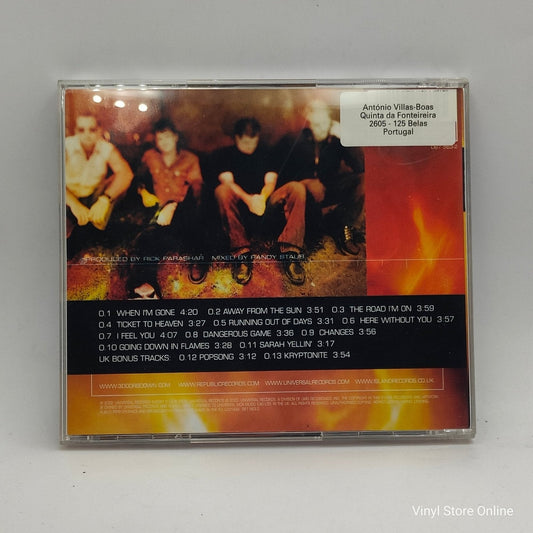 António Villas-Boas
Quinta da Fonteireira
2605 - 125 Belas
Portugal
PRODUCED BY RICK PARASHAR MIXED BY RANDY STAUB
0.1 WHEN I'M GONE 4:20 0.2 AWAY FROM THE SUN 3:51 0.3 THE ROAD I'M ON 3:59
0.4 TICKET TO HEAVEN 3:27 0.5 RUNNING OUT OF DAYS 3:31 0.6 HERE WITHOUT YOU 3:57
0.7 I FEEL YOU 4:07 0.8 DANGEROUS GAME 3:36 0.9 CHANGES 3:56
0.10 GOING DOWN IN FLAMES 3:28 0.11 SARAH YELLIN' 3:17
UK BONUS TRACKS: 0.12 POPSONG 3:12 0.13 KRYPTONITE 3:54
WWW.3DOORSDOWN.COM WWW.REPUBLICRECORDS.COM WWW.UNIVERSALRECORDS.COM WWW.ISLANDRECORDS.CO.UK
Vinyl Store Online